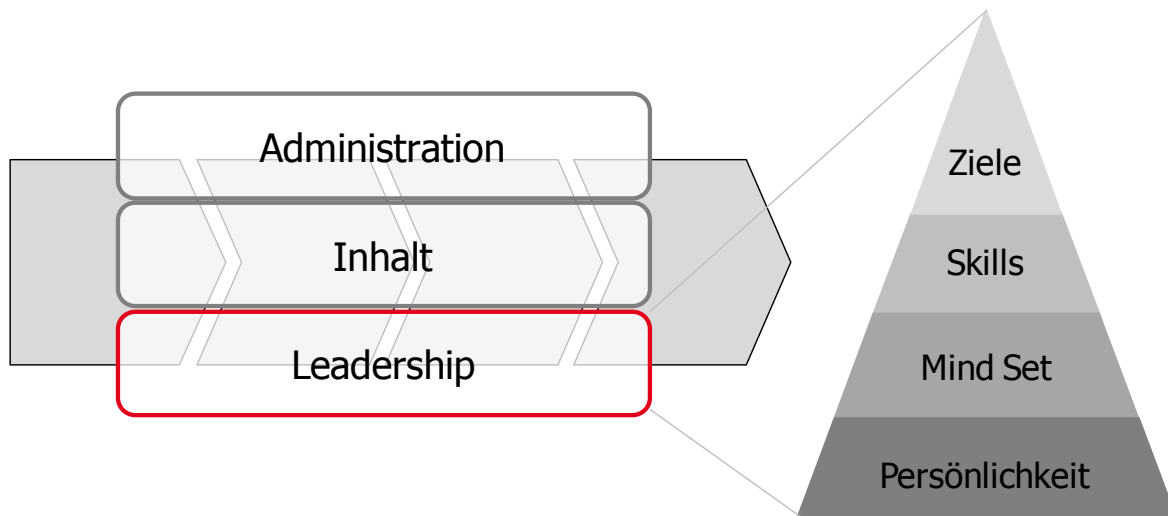 Administration
Inhalt
Leadership
Ziele
Skills
Mind Set
Persönlichkeit